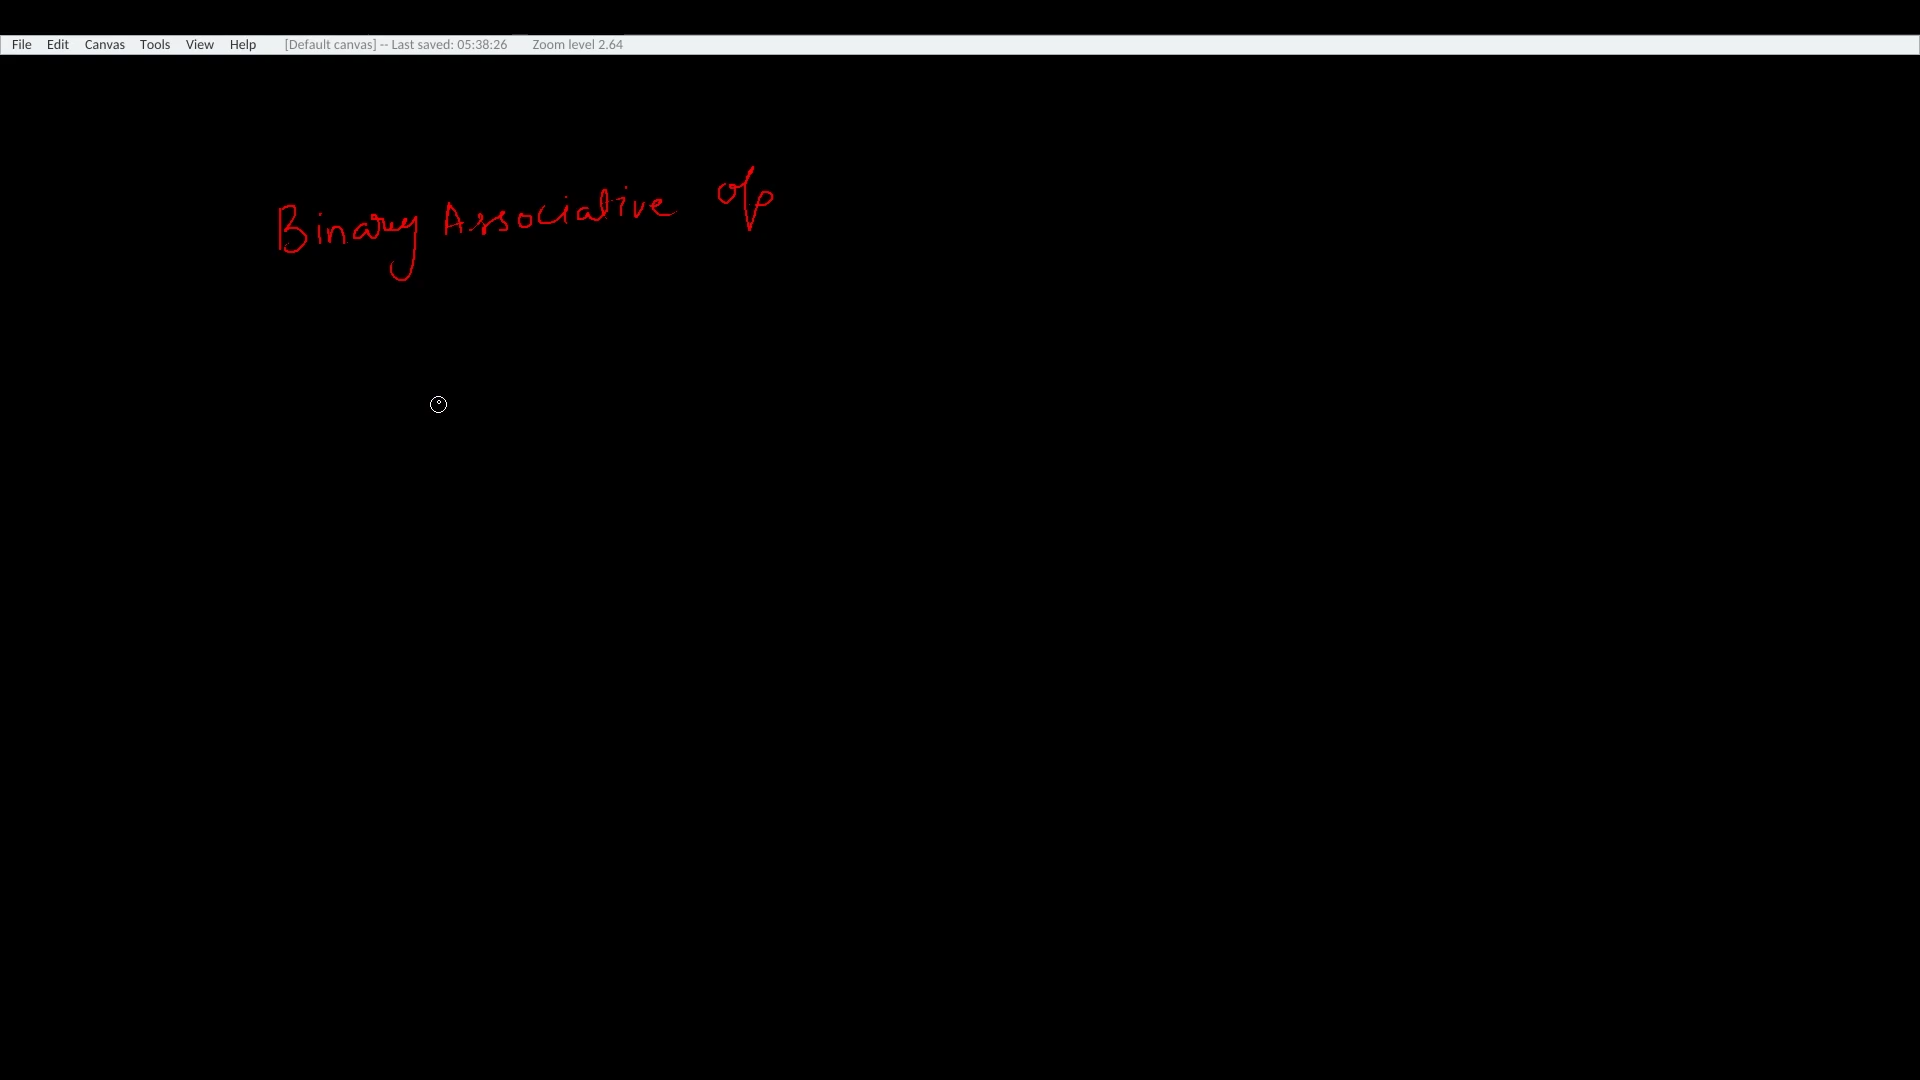 File Edit Canvas Tools View Help [Default canvas] -- Last saved: 05:38:26 Zoom level 2.64
Binary Associative op